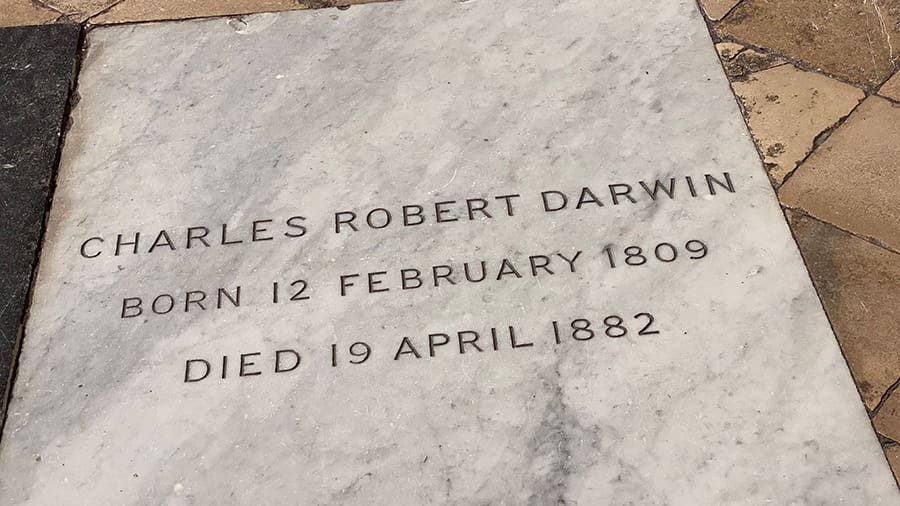 CHARLES ROBERT DARWIN
BORN 12 FEBRUARY 1809
DIED 19 APRIL 1882